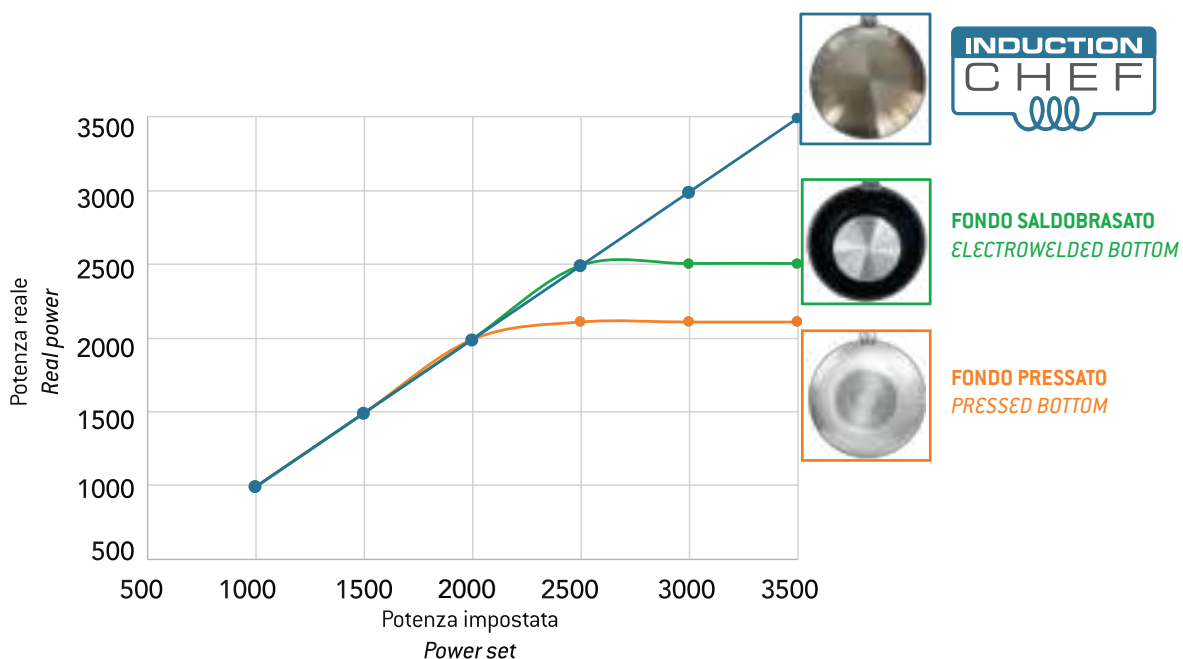 INDUCTION
CHEF
3500
3000
2500
2000
1500
1000
500
Potenza reale
Real power
500 1000 1500 2000 2500 3000 3500
Potenza impostata
Power set
FONDO SALDOBRASATO
ELECTROWELDED BOTTOM
FONDO PRESSATO
PRESSED BOTTOM